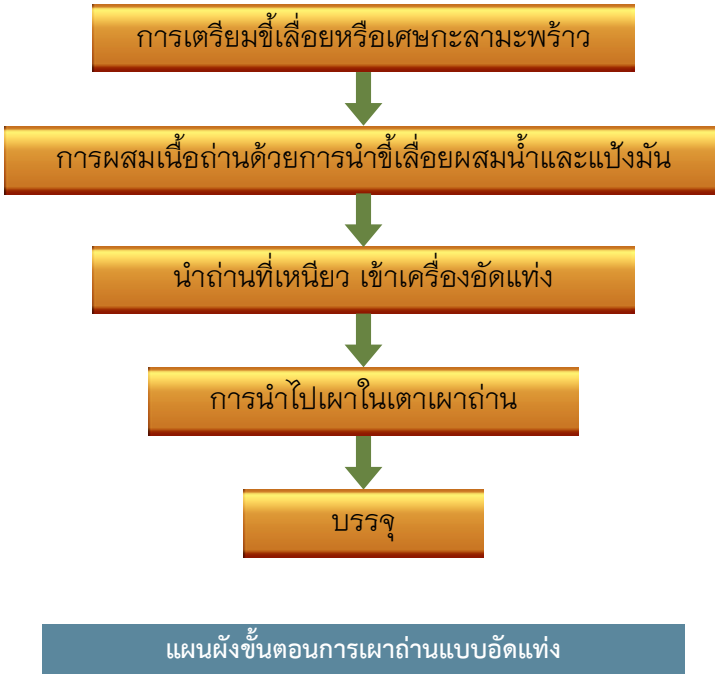 การเตรียมขี้เลื่อยหรือเศษกะลามะพร้าว
การผสมเนื้อถ่านด้วยการนำขี้เลื่อยผสมน้ำและแป้งมัน
นำถ่านที่เหนียว เข้าเครื่องอัดแท่ง
การนำไปเผาในเตาเผาถ่าน
บรรจุ
แผนผังขั้นตอนการเผาถ่านแบบอัดแท่ง